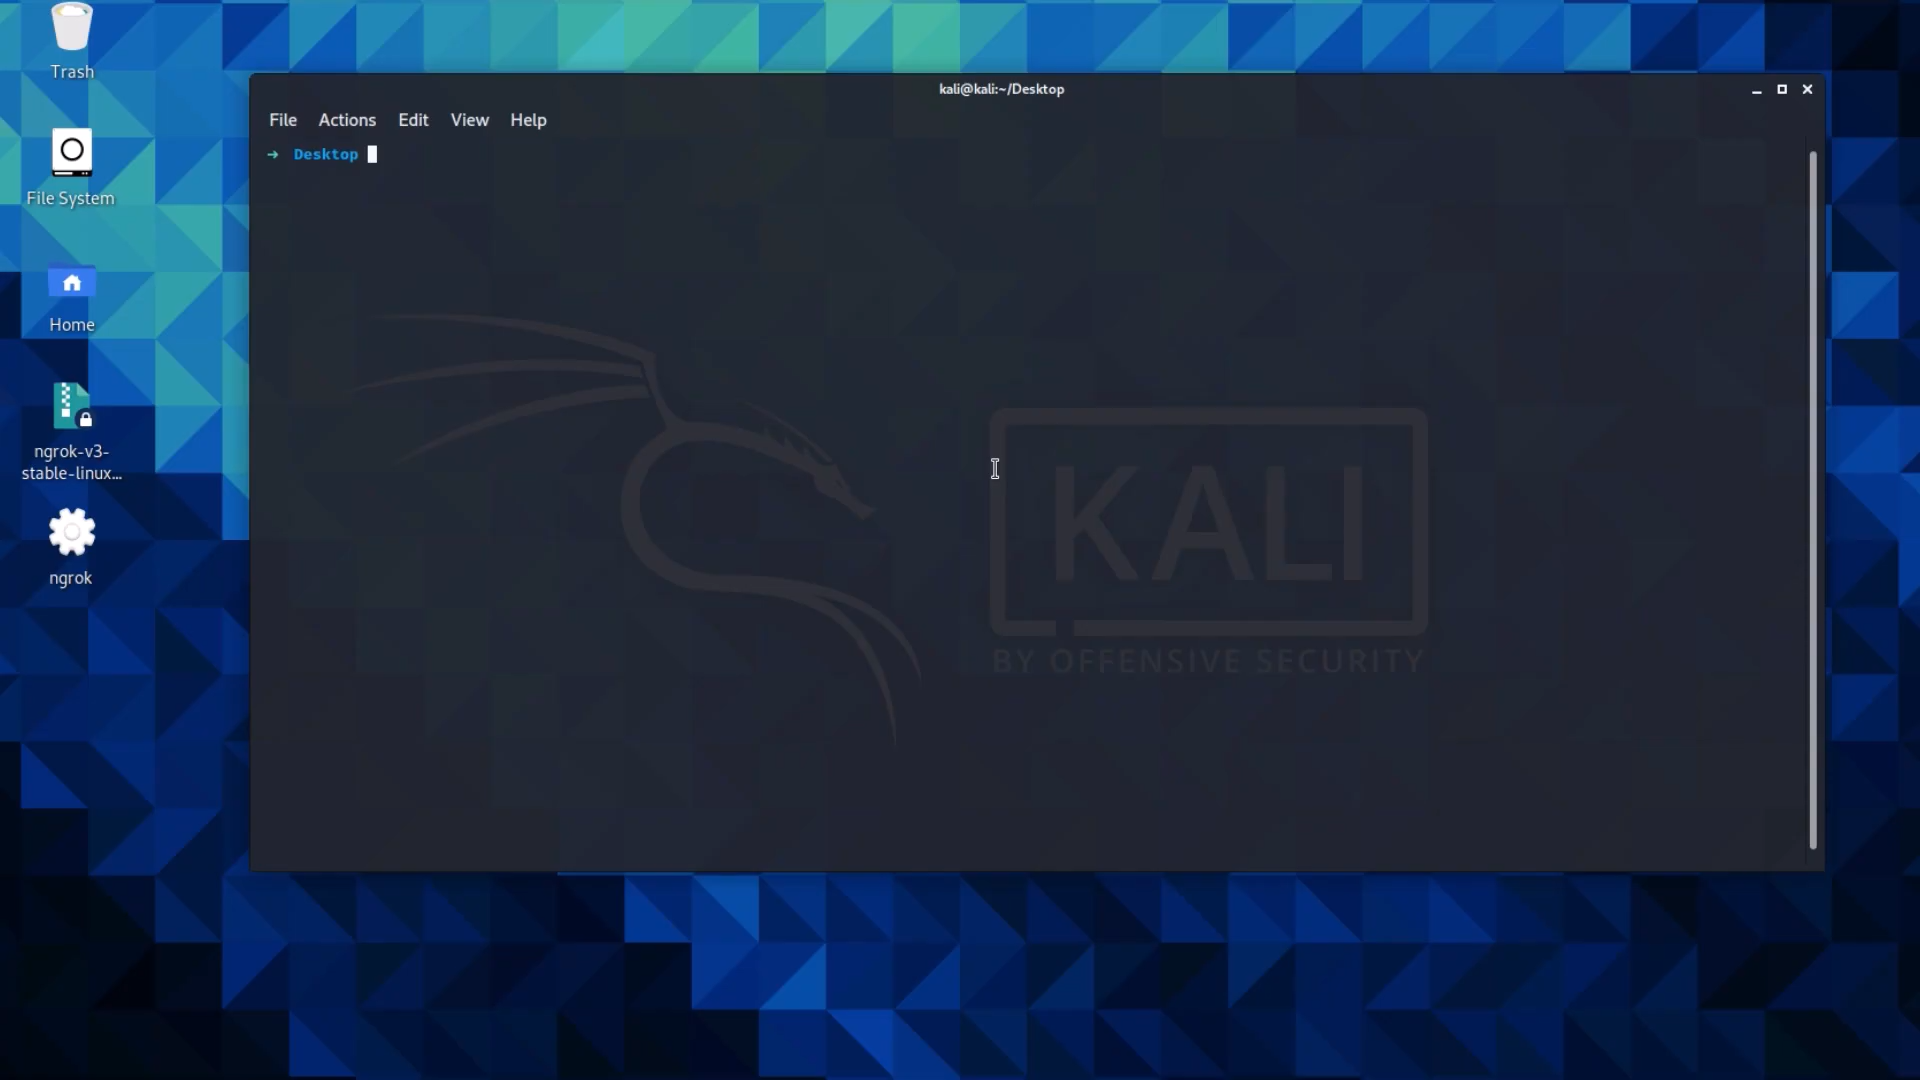 Trash
File System
Home
ngrok-v3-
stable-linux...
ngrok
kali@kali:~/Desktop
File Actions Edit View Help
→ Desktop
KALI
BY OFFENSIVE SECURITY